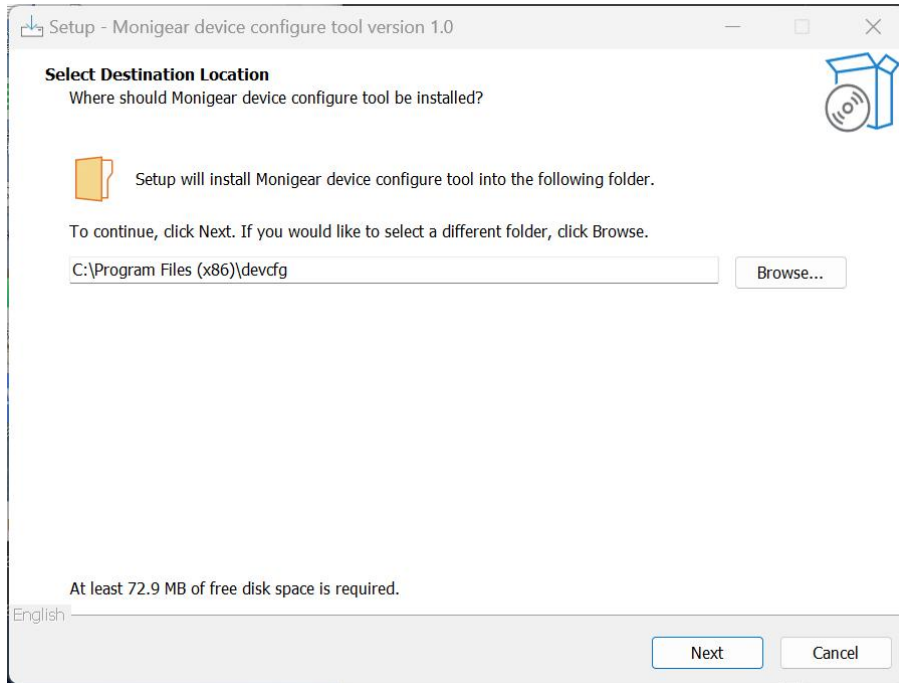 Setup - Monigear device configure tool version 1.0
Select Destination Location
Where should Monigear device configure tool be installed?
Setup will install Monigear device configure tool into the following folder.
To continue, click Next. If you would like to select a different folder, click Browse.
C:\Program Files (x86)\devcfg
Browse...
At least 72.9 MB of free disk space is required.
English
Next
Cancel